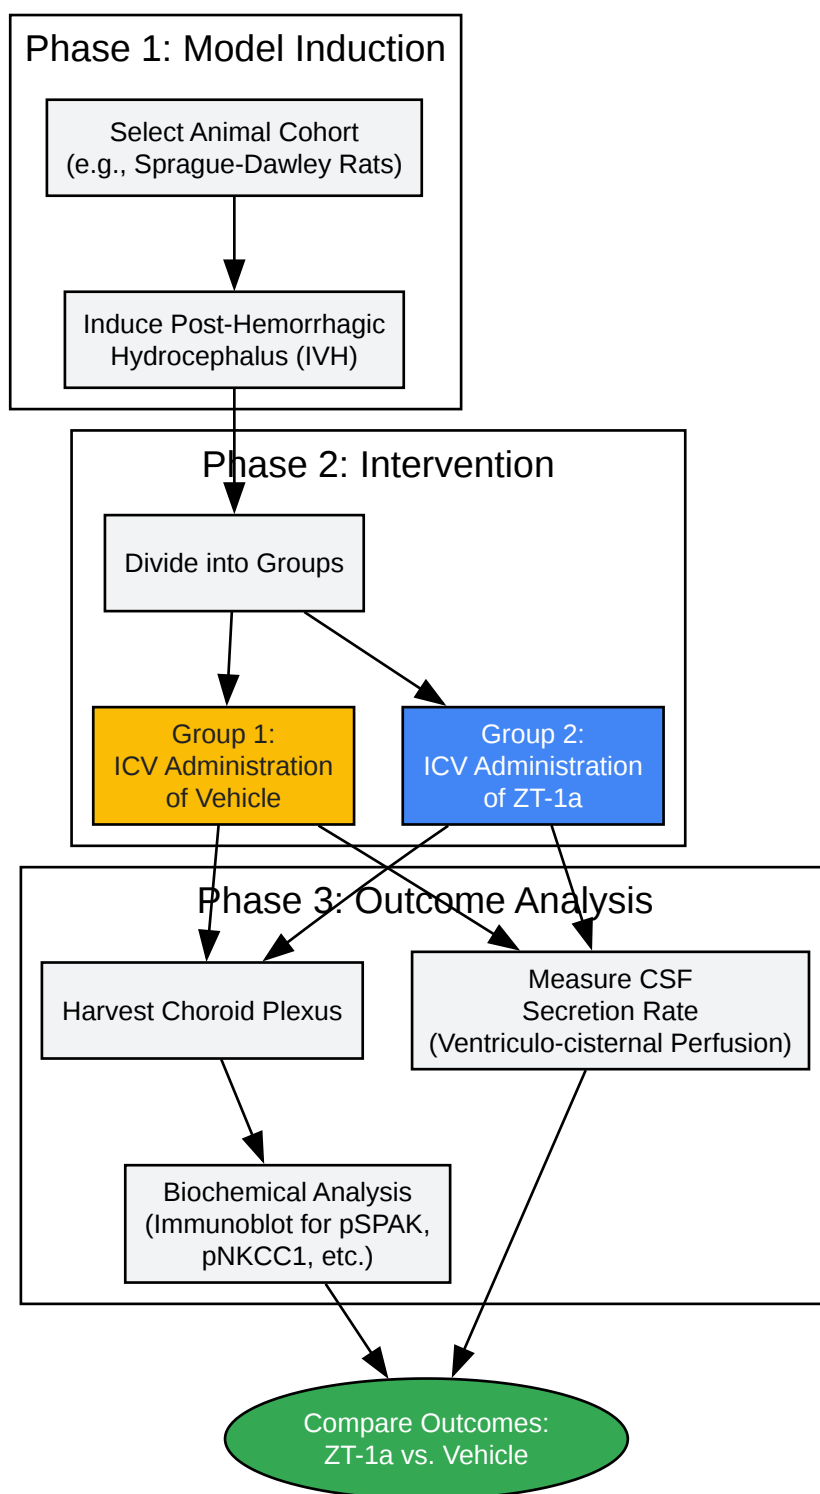 Phase 1: Model Induction
Select Animal Cohort
(e.g., Sprague-Dawley Rats)
Induce Post-Hemorrhagic
Hydrocephalus (IVH)
Phase 2: Intervention
Divide into Groups
Group 1:
ICV Administration
of Vehicle
Group 2:
ICV Administration
of ZT-1a
Phase 3: Outcome Analysis
Harvest Choroid Plexus
Measure CSF
Secretion Rate
(Ventriculo-cisternal Perfusion)
Biochemical Analysis
(Immunoblot for pSPAK,
pNKCC1, etc.)
Compare Outcomes:
ZT-1a vs. Vehicle